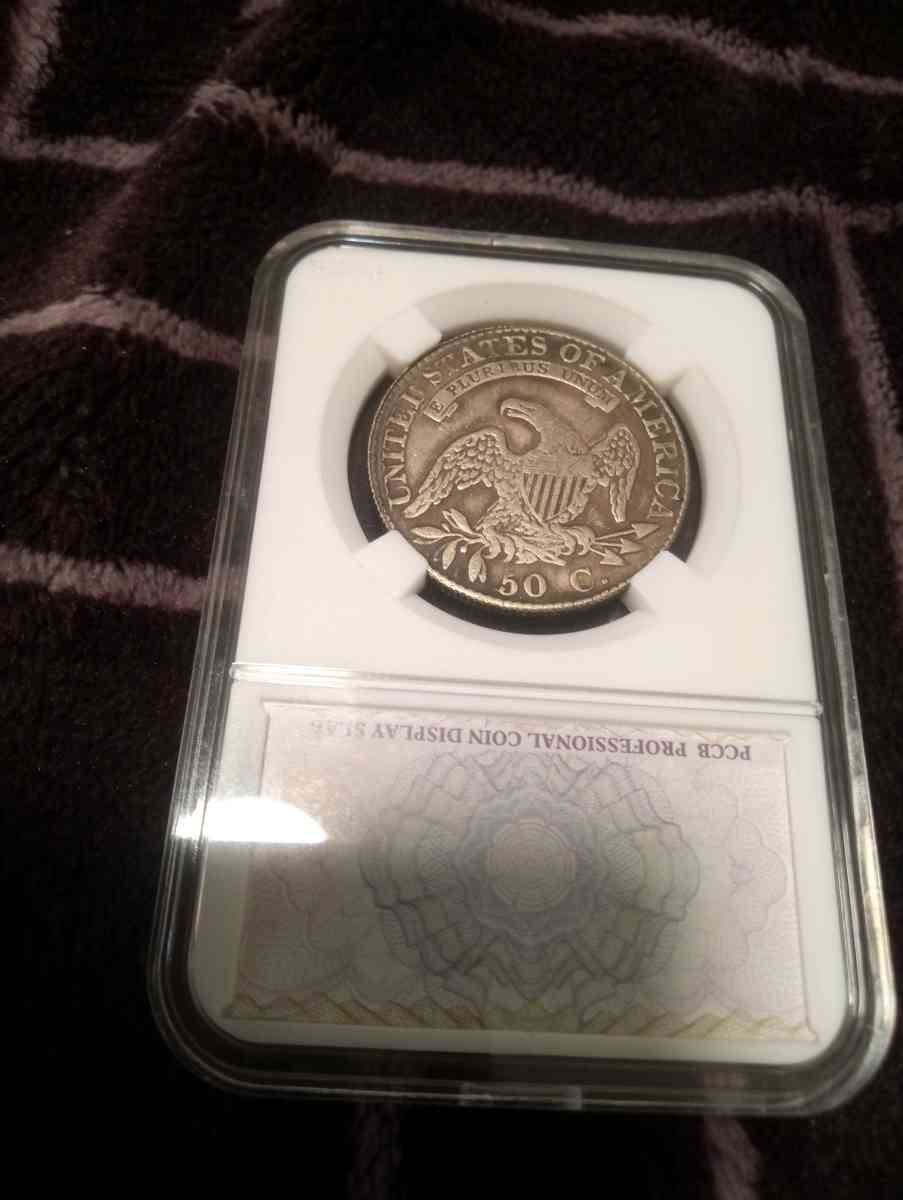 UNITED STATES OF AMERICA
E PLURIBUS UNUM
50 C.
PCCB PROFESSIONAL COIN DISPLAY SLAB